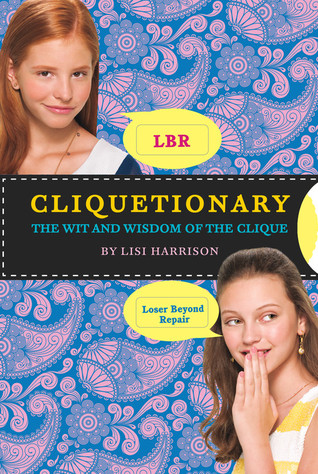 LBR
CLIQUETIONARY
THE WIT AND WISDOM OF THE CLIQUE
BY LISI HARRISON
Loser Beyond
Repair